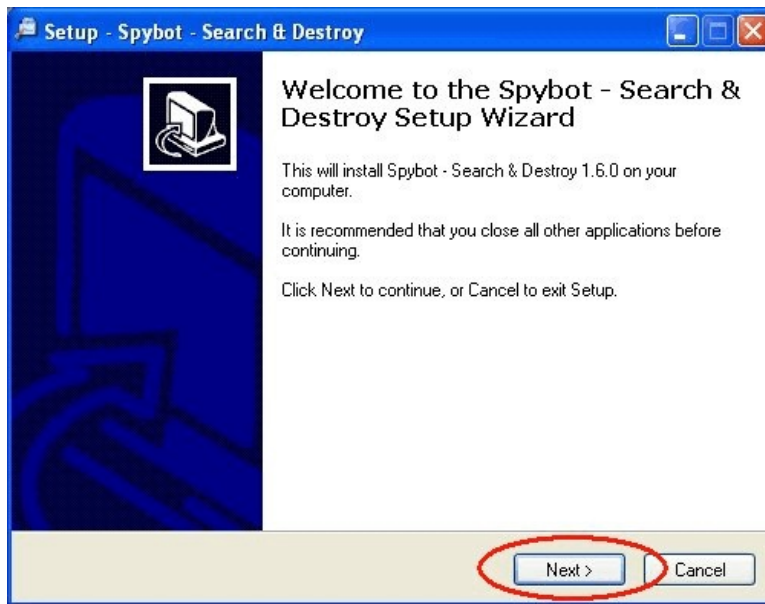 Setup - Spybot - Search & Destroy
Welcome to the Spybot - Search &
Destroy Setup Wizard
This will install Spybot - Search & Destroy 1.6.0 on your
computer.
It is recommended that you close all other applications before
continuing.
Click Next to continue, or Cancel to exit Setup.
Next >
Cancel